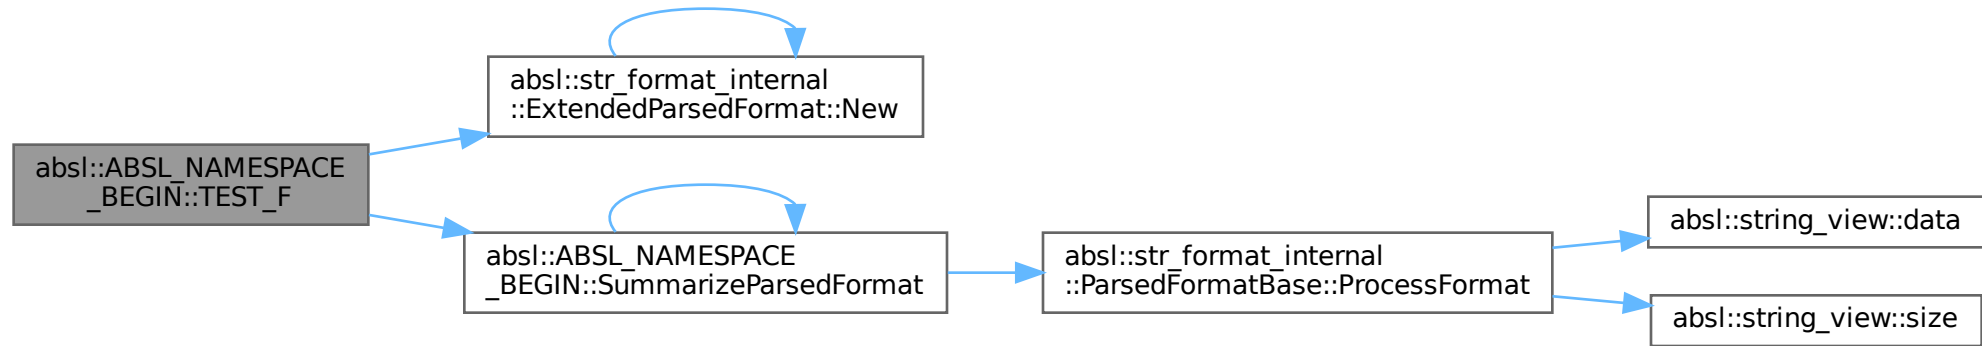 absl::str_format_internal
::ExtendedParsedFormat::New
absl::ABSL_NAMESPACE
_BEGIN::TEST_F
absl::ABSL_NAMESPACE
_BEGIN::SummarizeParsedFormat
absl::str_format_internal
::ParsedFormatBase::ProcessFormat
absl::string_view::data
absl::string_view::size